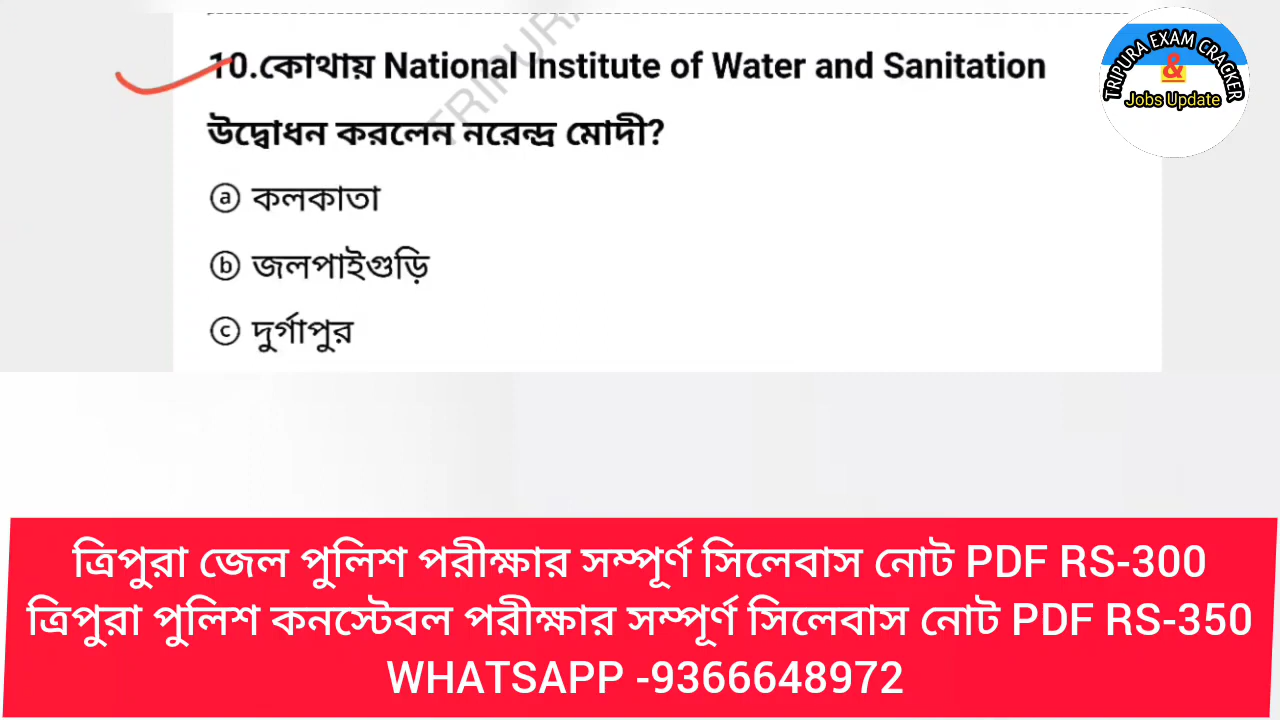 TRIPURA EXAM CRACKER
&
Jobs Update
TRIPURA
10.কোথায় National Institute of Water and Sanitation
উদ্বোধন করলেন নরেন্দ্র মোদী?
ⓐ কলকাতা
ⓑ জলপাইগুড়ি
ⓒ দুর্গাপুর
ত্রিপুরা জেল পুলিশ পরীক্ষার সম্পূর্ণ সিলেবাস নোট PDF RS-300
ত্রিপুরা পুলিশ কনস্টেবল পরীক্ষার সম্পূর্ণ সিলেবাস নোট PDF RS-350
WHATSAPP -9366648972